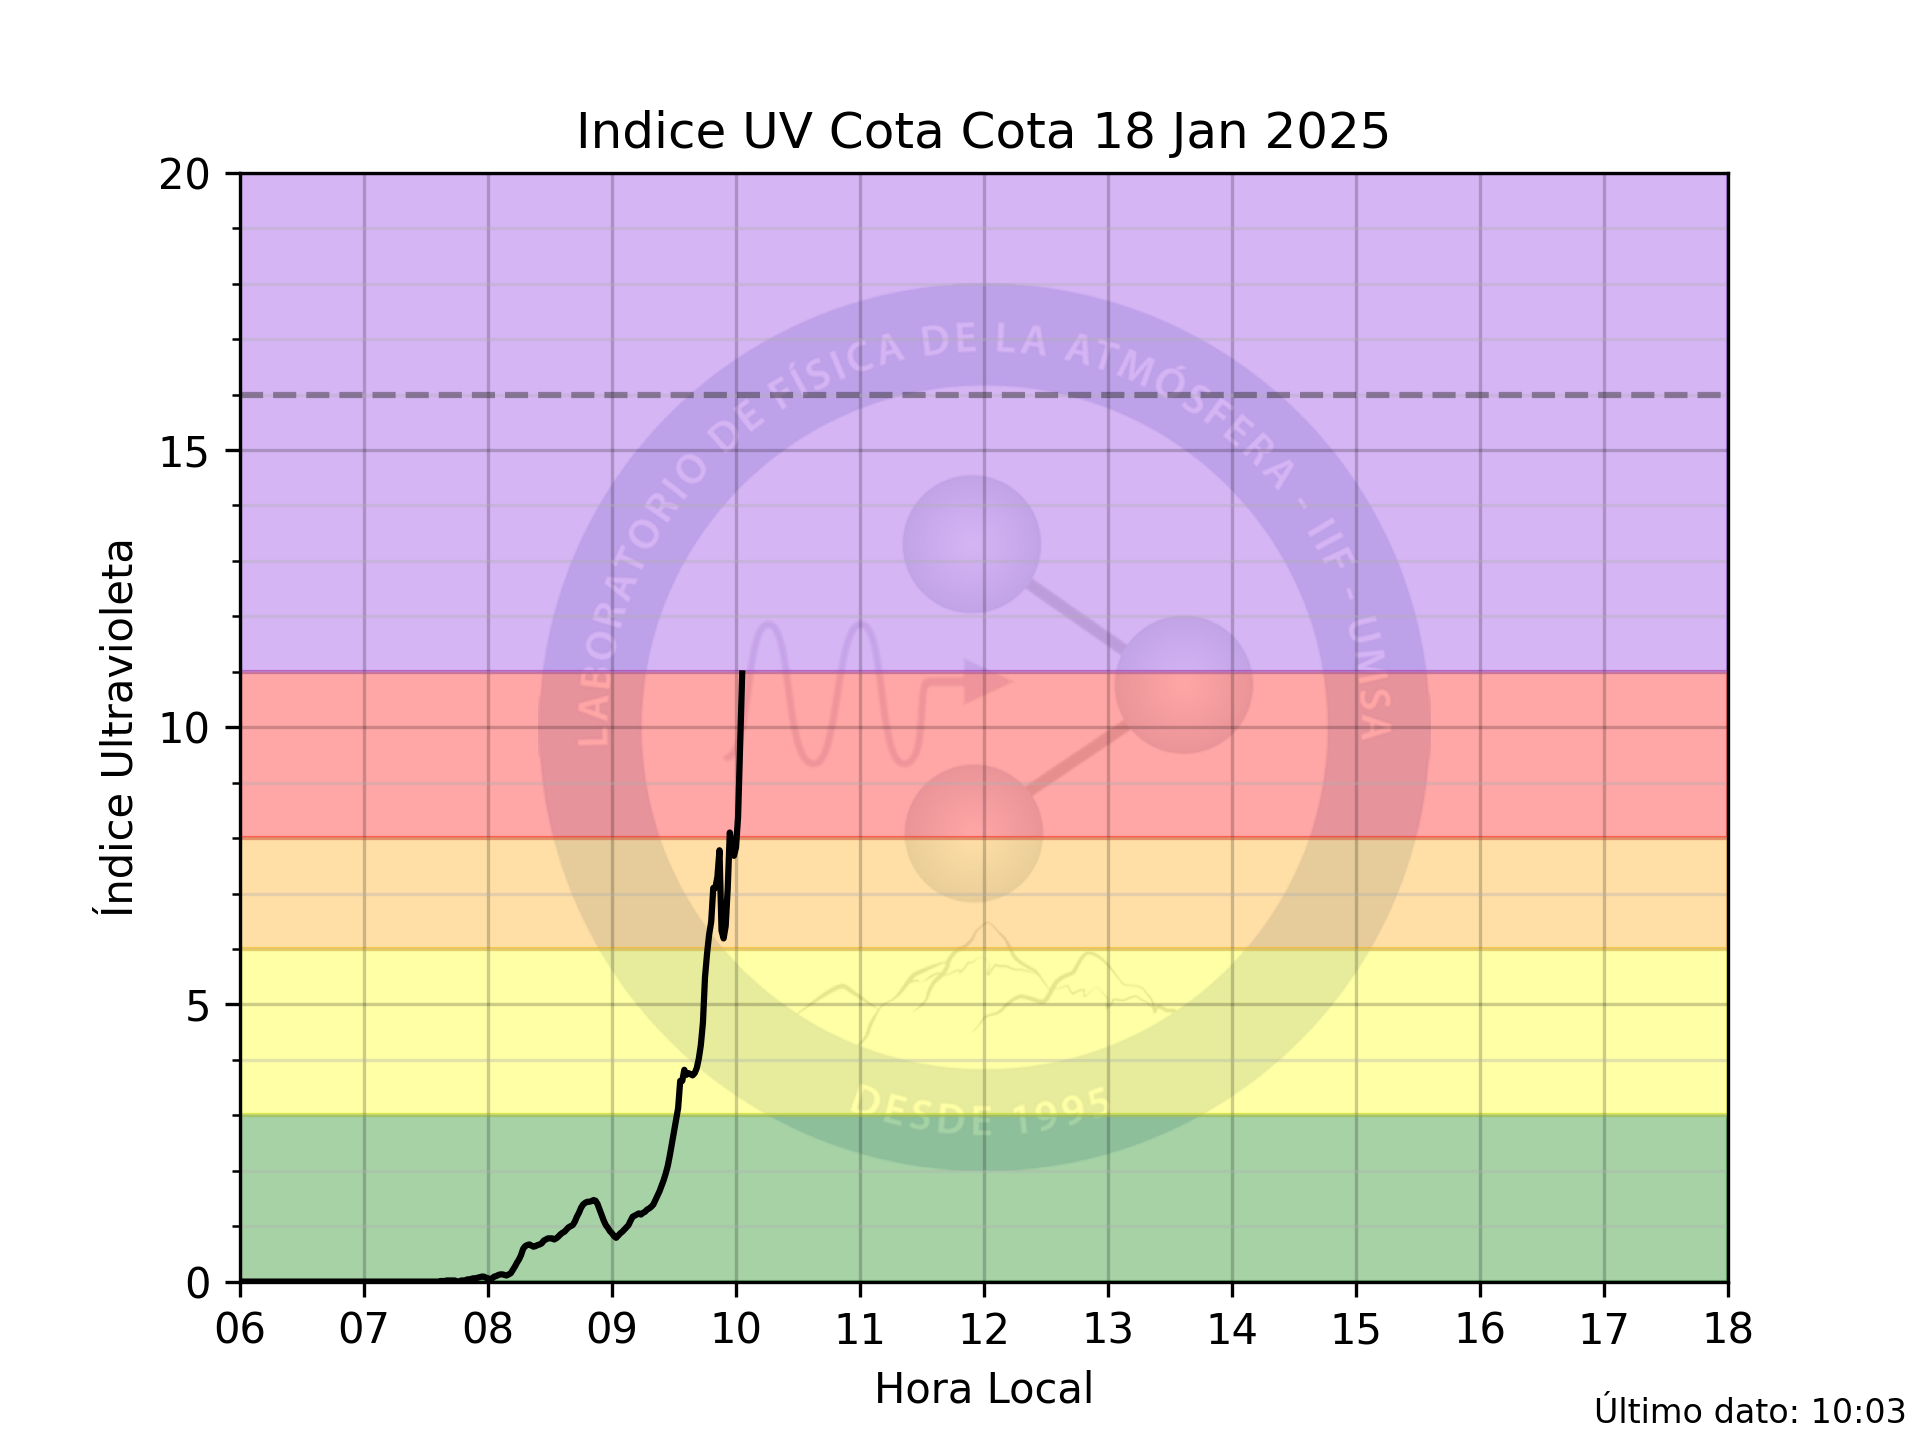 Indice UV Cota Cota 18 Jan 2025
20
15
10
5
0
Índice Ultravioleta
LABORATORIO DE FÍSICA DE LA ATMÓSFERA - IIF - UMSA
DESDE 1995
06 07 08 09 10 11 12 13 14 15 16 17 18
Hora Local
Último dato: 10:03